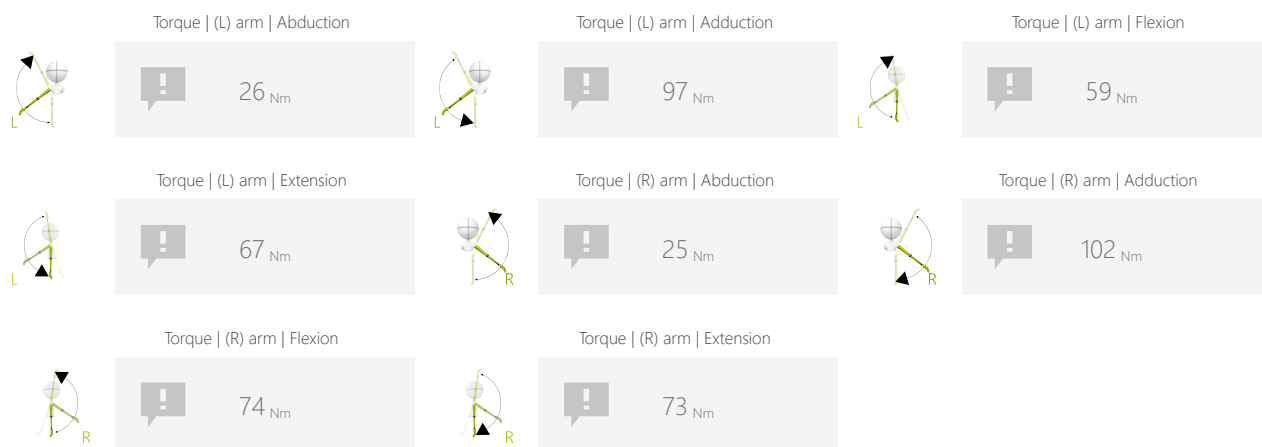 Torque | (L) arm | Abduction
L
26 Nm
Torque | (L) arm | Adduction
L
97 Nm
Torque | (L) arm | Flexion
L
59 Nm
Torque | (L) arm | Extension
L
67 Nm
Torque | (R) arm | Abduction
R
25 Nm
Torque | (R) arm | Adduction
R
102 Nm
Torque | (R) arm | Flexion
R
74 Nm
Torque | (R) arm | Extension
R
73 Nm